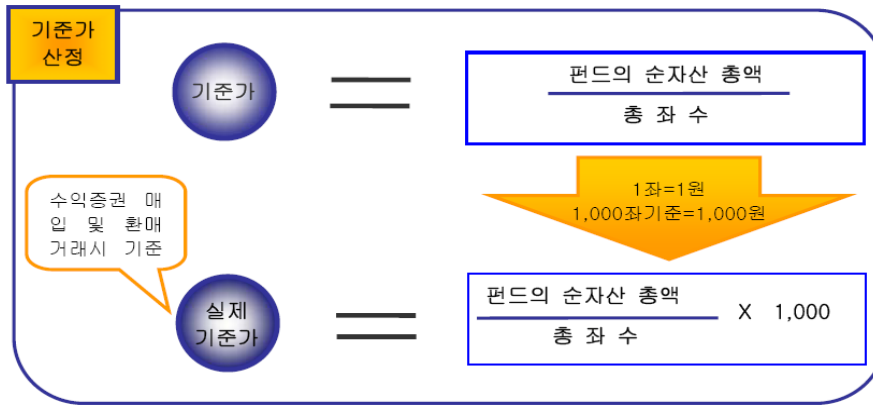 기준가
산정
기준가
펀드의 순자산 총액
총 좌 수
1좌=1원
1,000좌기준=1,000원
수익증권 매
입 및 환매
거래시 기준
실제
기준가
펀드의 순자산 총액
총 좌 수
X 1,000